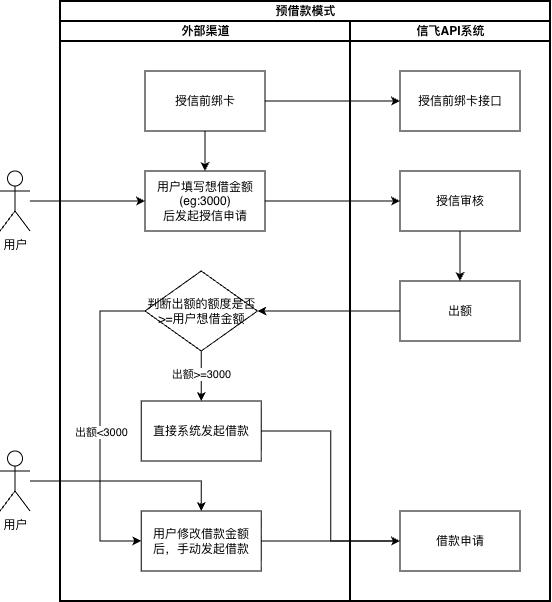 预借款模式
外部渠道
信飞API系统
授信前绑卡
授信前绑卡接口
用户填写想借金额
(eg:3000)
后发起授信申请
授信审核
用户
判断出额的额度是否
>=用户想借金额
出额
出额>=3000
出额<3000
直接系统发起借款
用户
用户修改借款金额
后，手动发起借款
借款申请